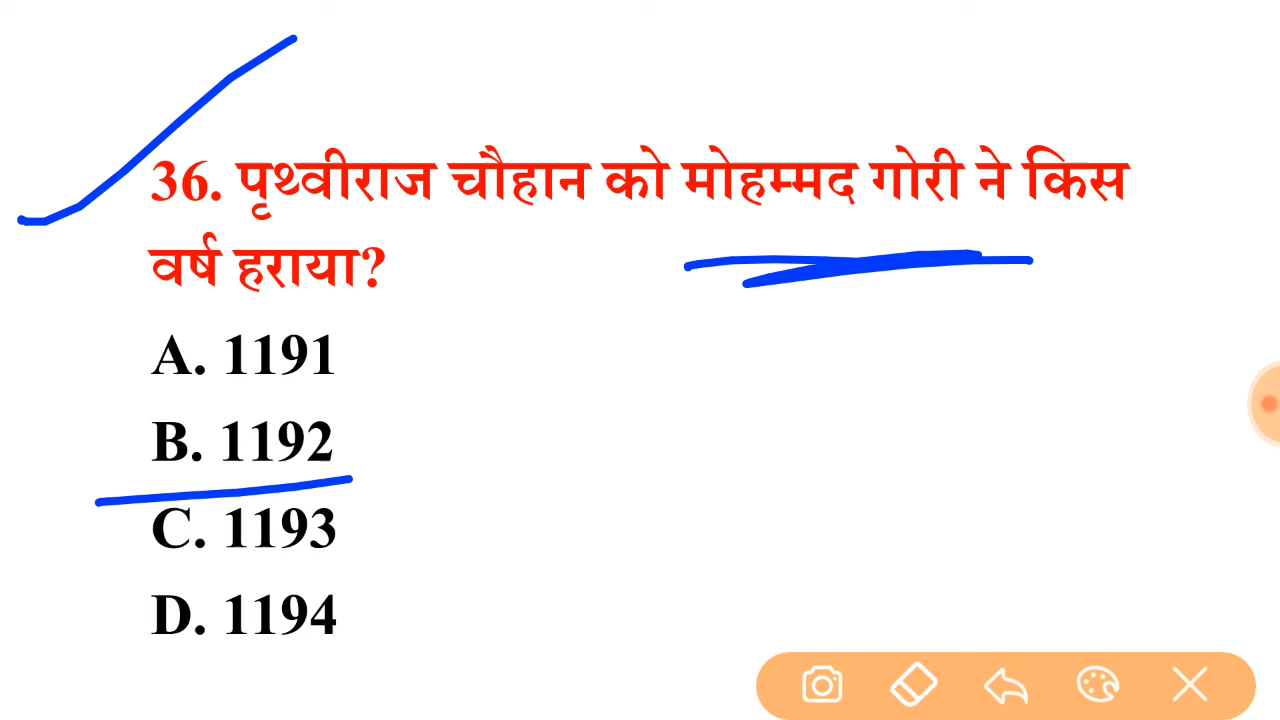 36. पृथ्वीराज चौहान को मोहम्मद गोरी ने किस
वर्ष हराया?
A. 1191
B. 1192
C. 1193
D. 1194